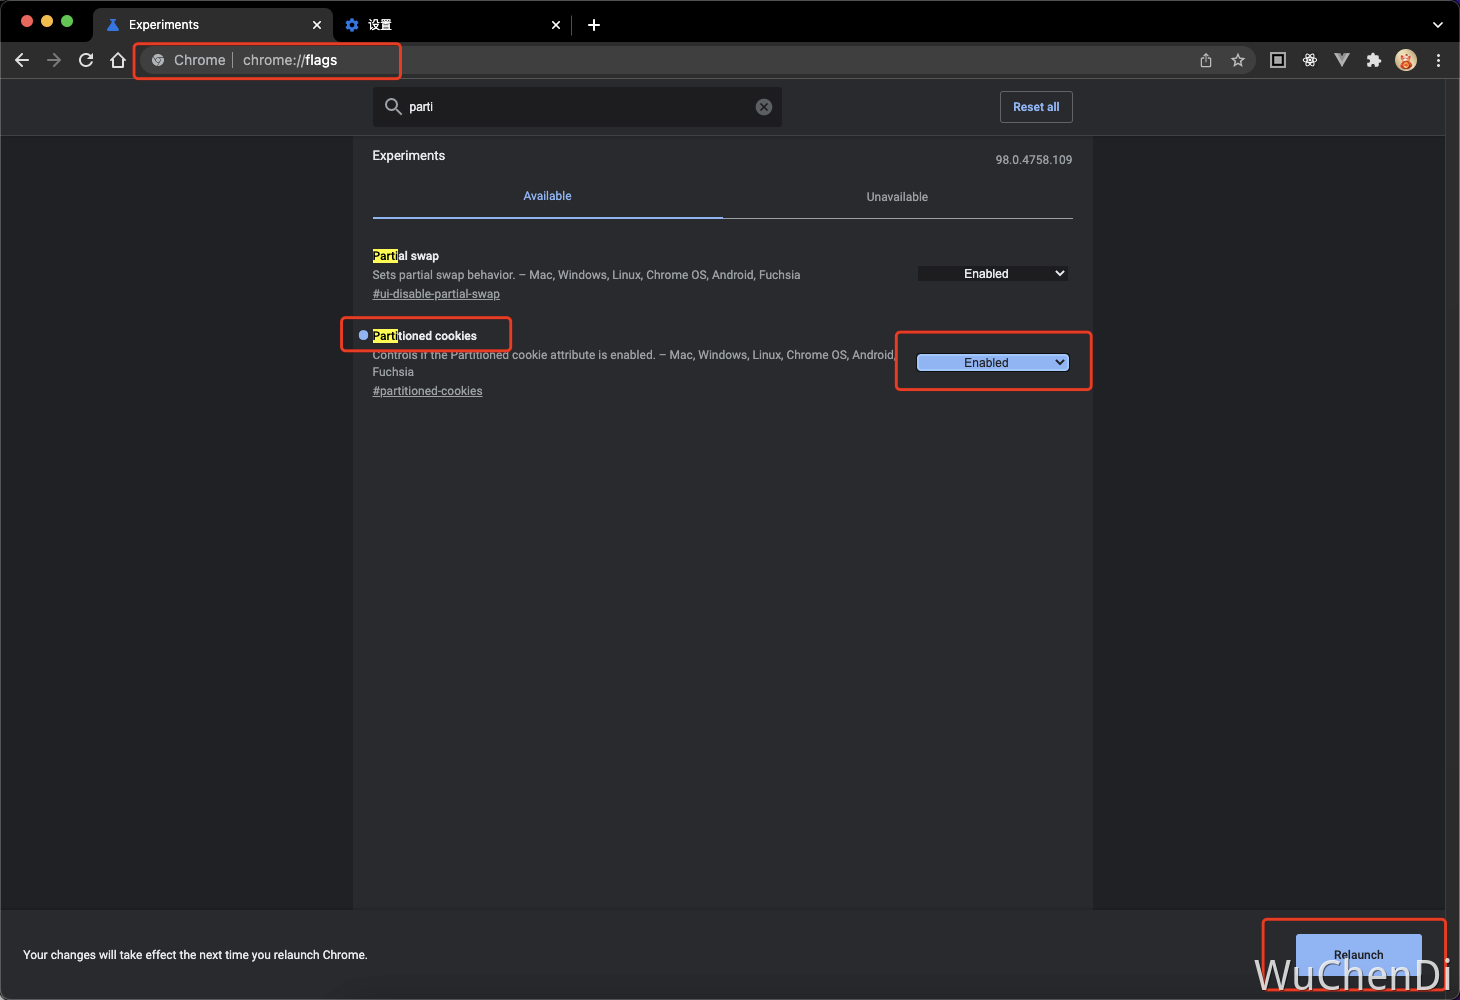 Experiments
设置
Chrome | chrome://flags
parti
Reset all
Experiments
98.0.4758.109
Available
Unavailable
Partial swap
Sets partial swap behavior. – Mac, Windows, Linux, Chrome OS, Android, Fuchsia
#ui-disable-partial-swap
Enabled
Partitioned cookies
Controls if the Partitioned cookie attribute is enabled. – Mac, Windows, Linux, Chrome OS, Android,
Fuchsia
#partitioned-cookies
Enabled
Your changes will take effect the next time you relaunch Chrome.
Relaunch
WuChenDi